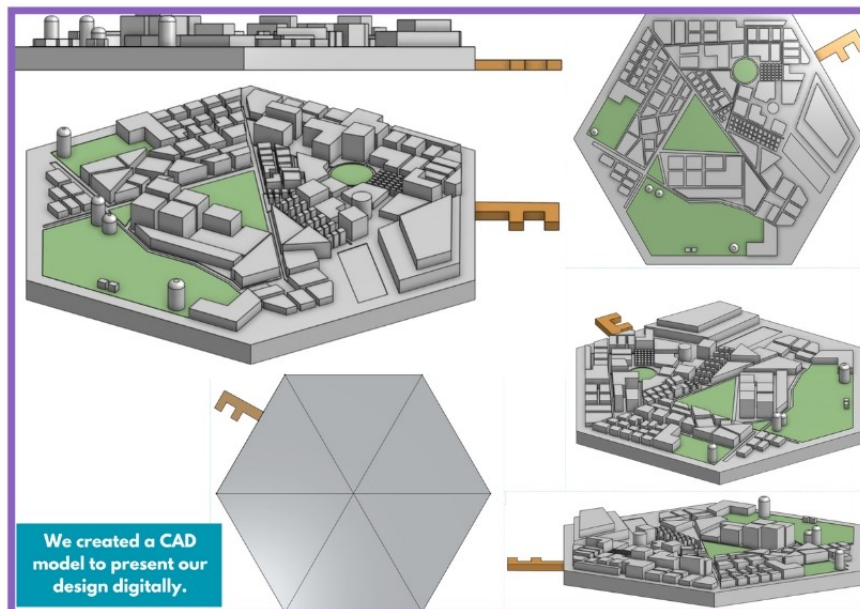 We created a CAD
model to present our
design digitally.